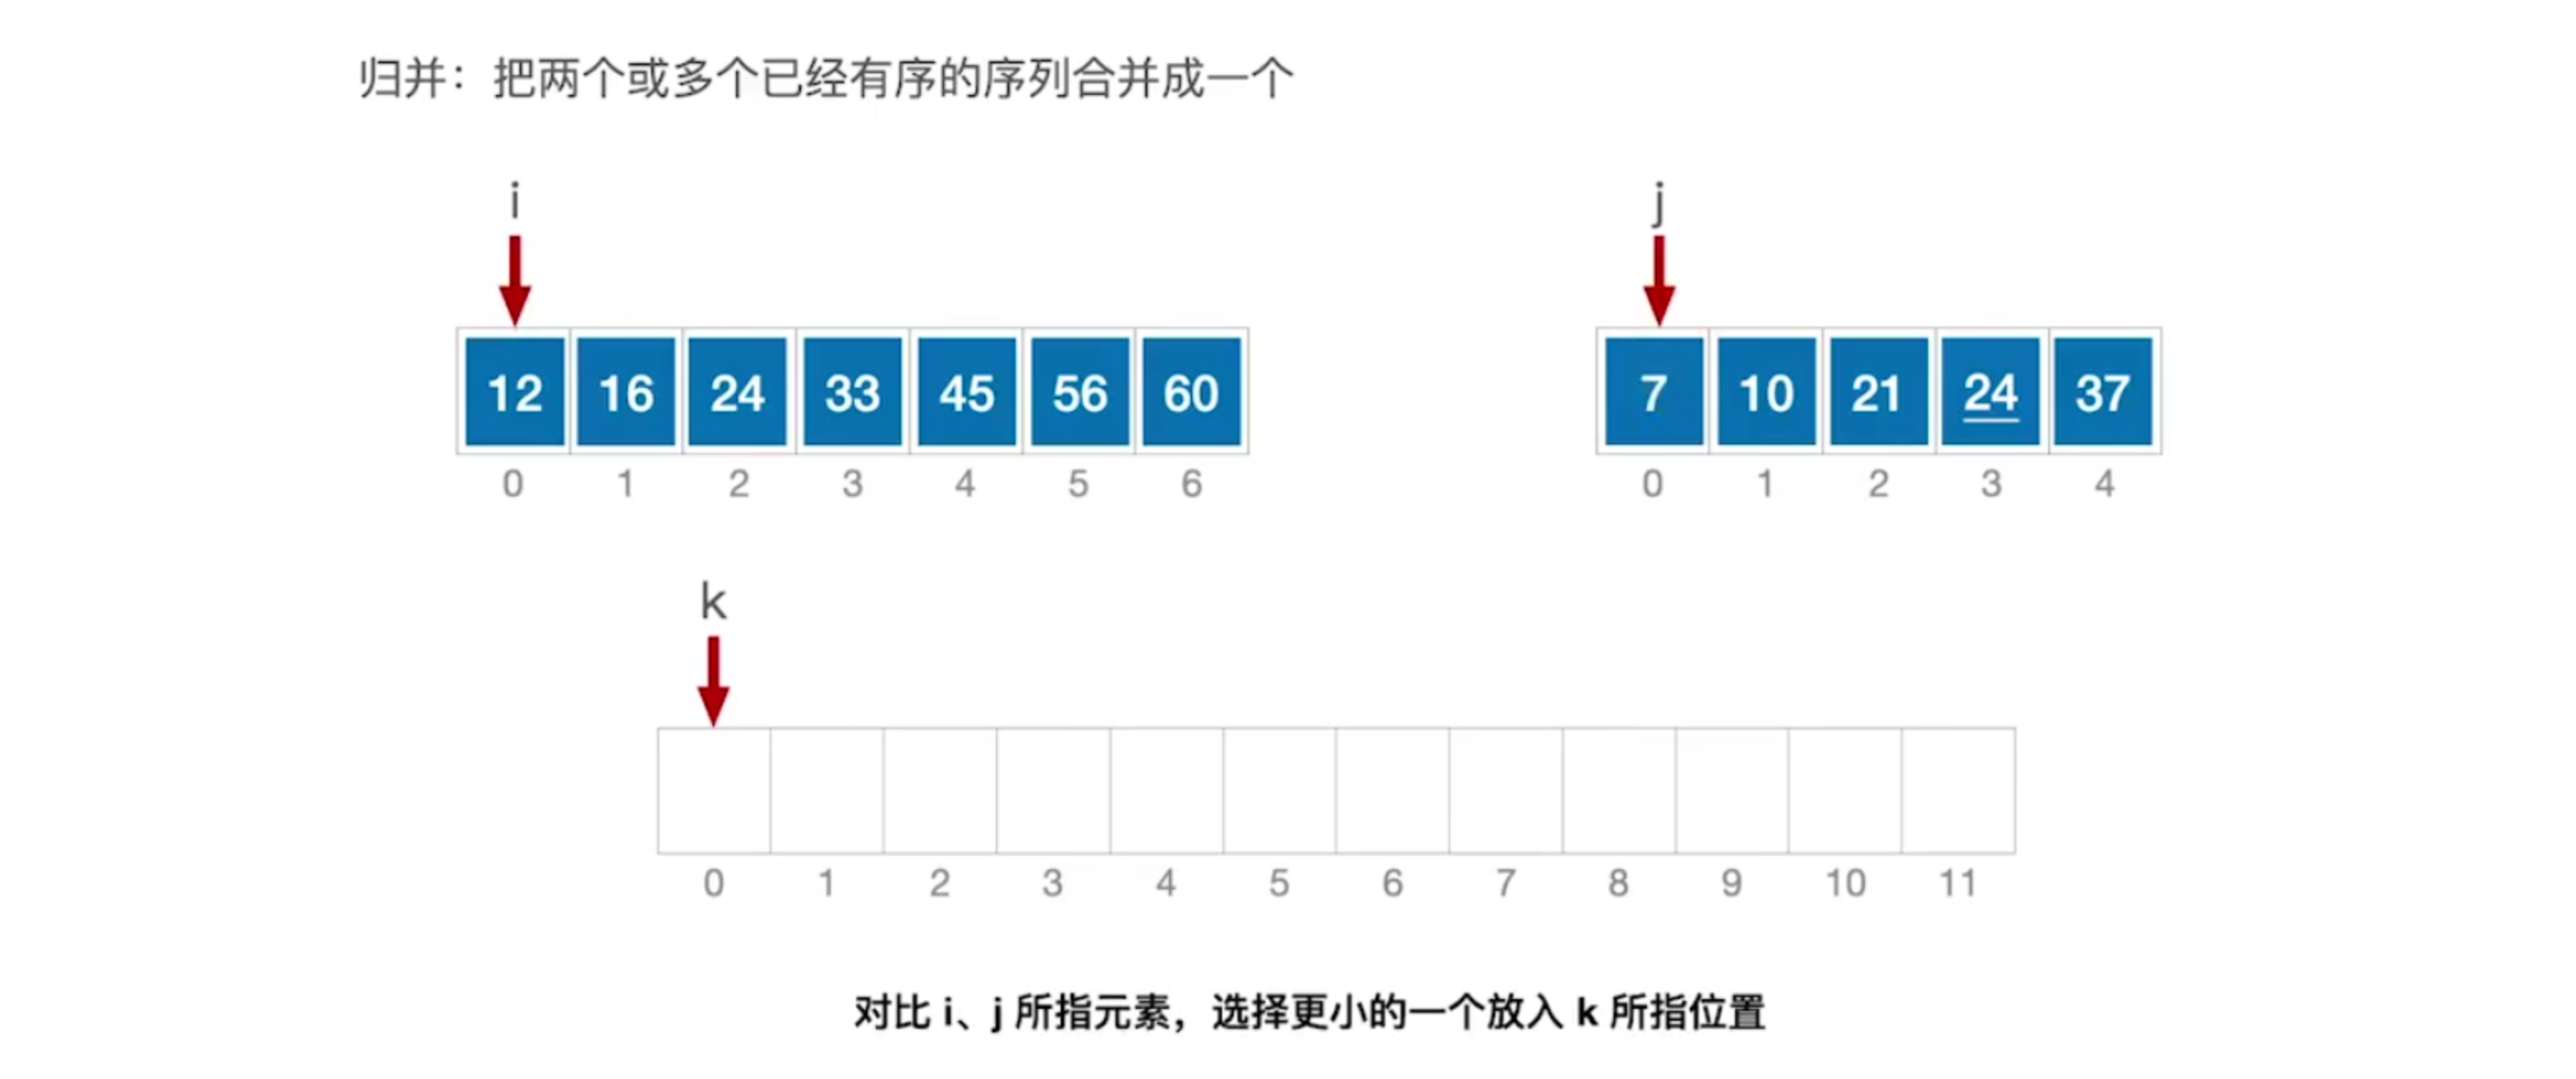 归并：把两个或多个已经有序的序列合并成一个
i
j
12 16 24 33 45 56 60
7 10 21 24 37
0 1 2 3 4 5 6
0 1 2 3 4
k
0 1 2 3 4 5 6 7 8 9 10 11
对比 i、j 所指元素，选择更小的一个放入 k 所指位置